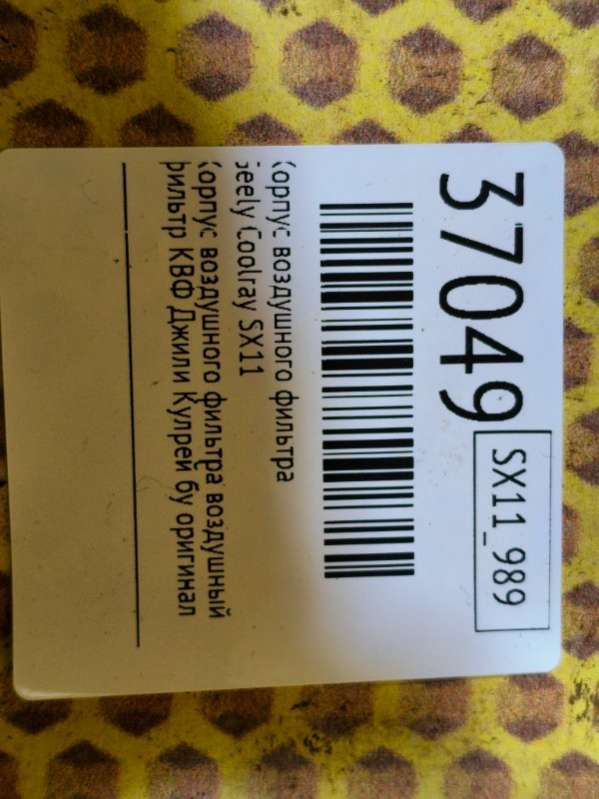 37049
SX11_989
Корпус воздушного фильтра
Geely Coolray SX11
Корпус воздушного фильтра воздушный
фильтр КВФ Джили Кулрей бу оригинал